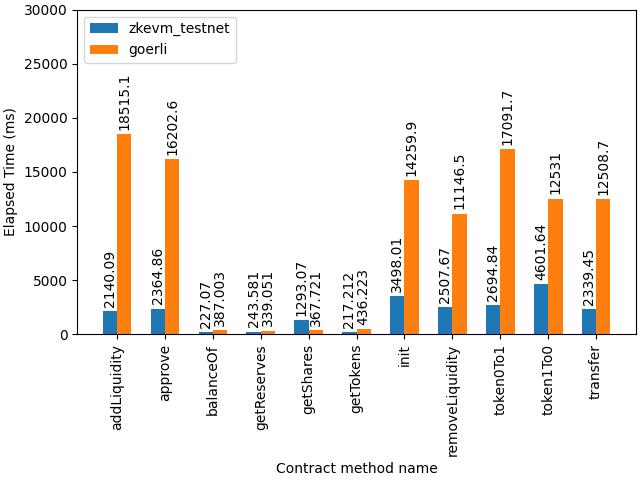 30000
25000
20000
15000
10000
5000
0
Elapsed Time (ms)
zkevm_testnet
goerli
2140.09
18515.1
2364.86
16202.6
227.07
387.003
243.581
339.051
1293.07
367.721
217.212
436.223
3498.01
14259.9
2507.67
11146.5
2694.84
17091.7
4601.64
12531
2339.45
12508.7
addLiquidity
approve
balanceOf
getReserves
getShares
getTokens
init
removeLiquidity
token0To1
token1To0
transfer
Contract method name